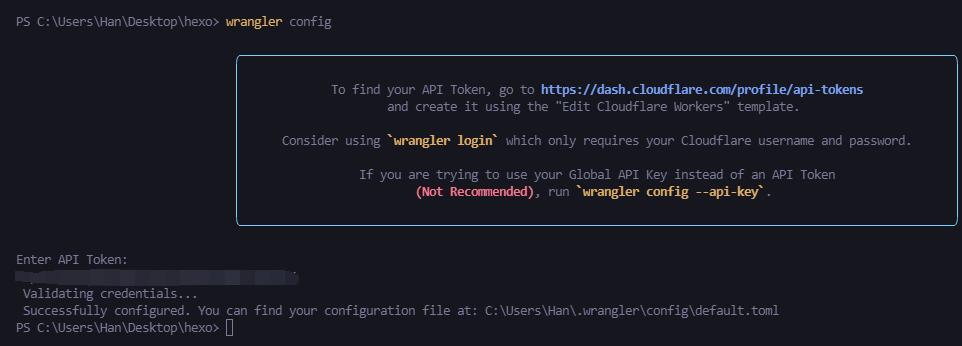 PS C:\Users\Han\Desktop\hexo> wrangler config
To find your API Token, go to https://dash.cloudflare.com/profile/api-tokens
and create it using the "Edit Cloudflare Workers" template.
Consider using `wrangler login` which only requires your Cloudflare username and password.
If you are trying to use your Global API Key instead of an API Token
(Not Recommended), run `wrangler config --api-key`.
Enter API Token:
Validating credentials...
Successfully configured. You can find your configuration file at: C:\Users\Han\.wrangler\config\default.toml
PS C:\Users\Han\Desktop\hexo>